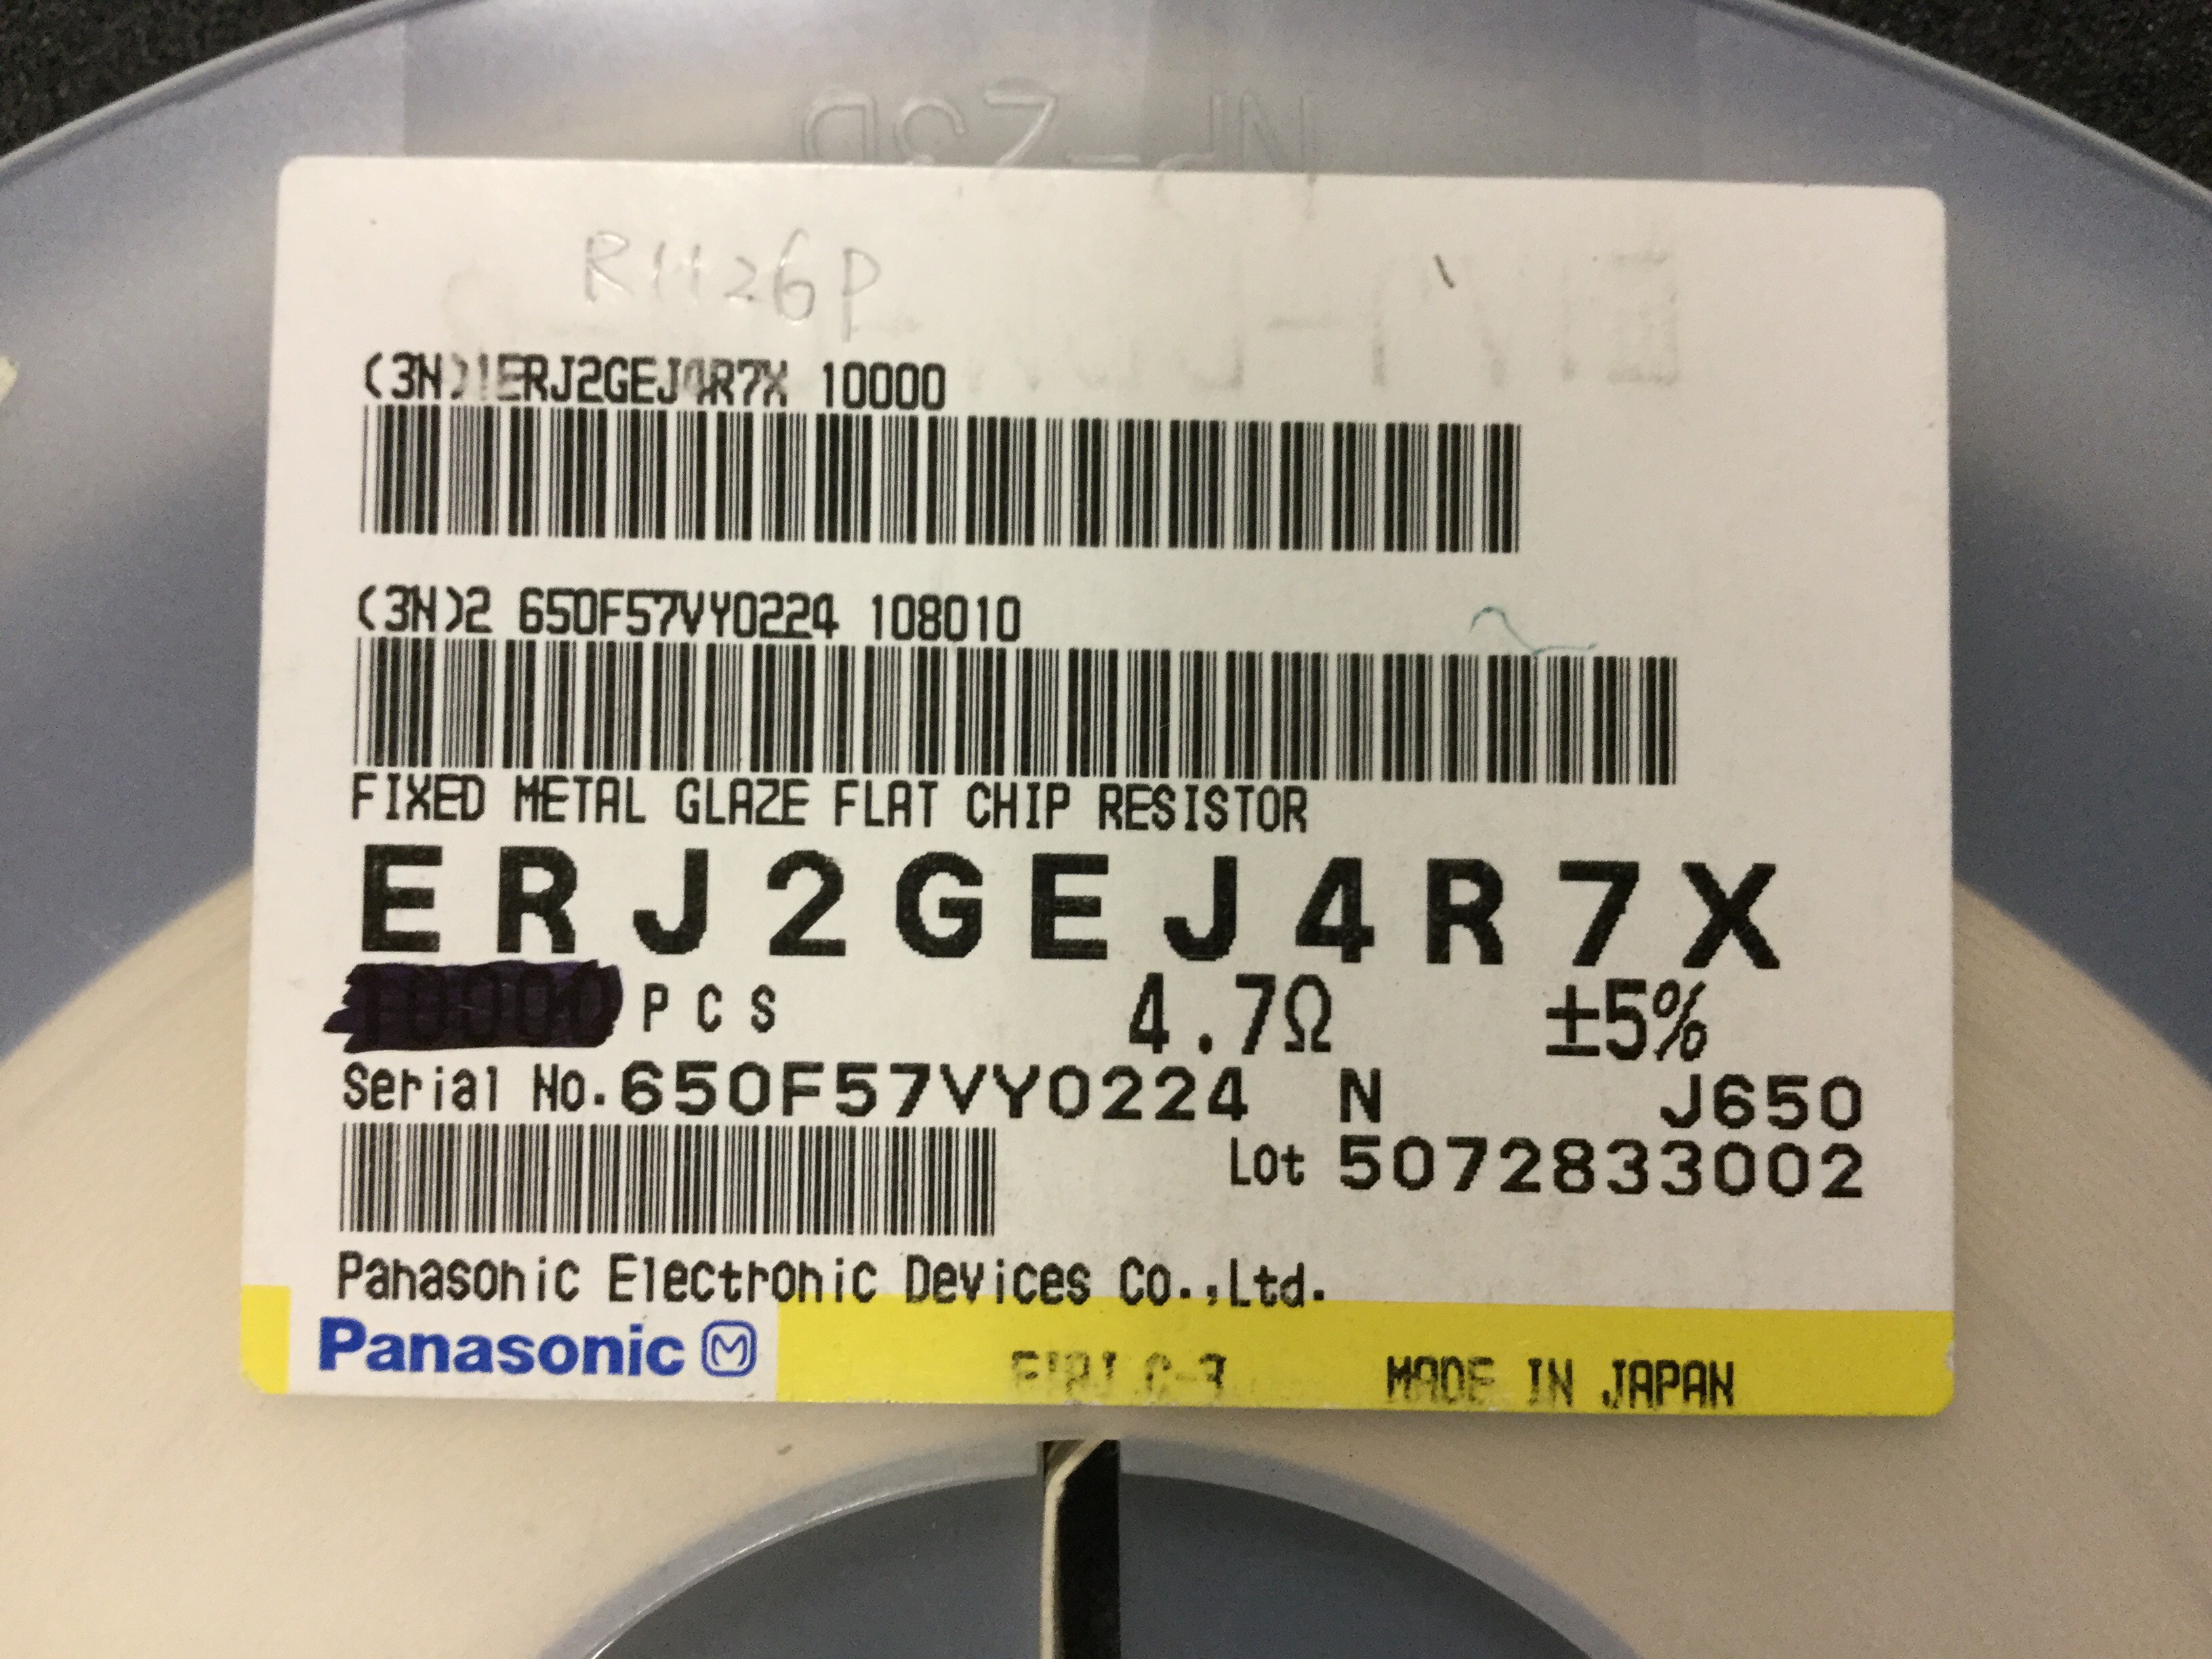 (3N)1ERJ2GEJ4R7X 10000
(3N)2 650F57VY0224 108010
FIXED METAL GLAZE FLAT CHIP RESISTOR
ERJ2GEJ4R7X
10000 PCS 4.7Ω ±5%
Serial No. 650F57VY0224 N J650
Lot 5072833002
Panasonic Electronic Devices Co.,Ltd.
Panasonic M
MADE IN JAPAN